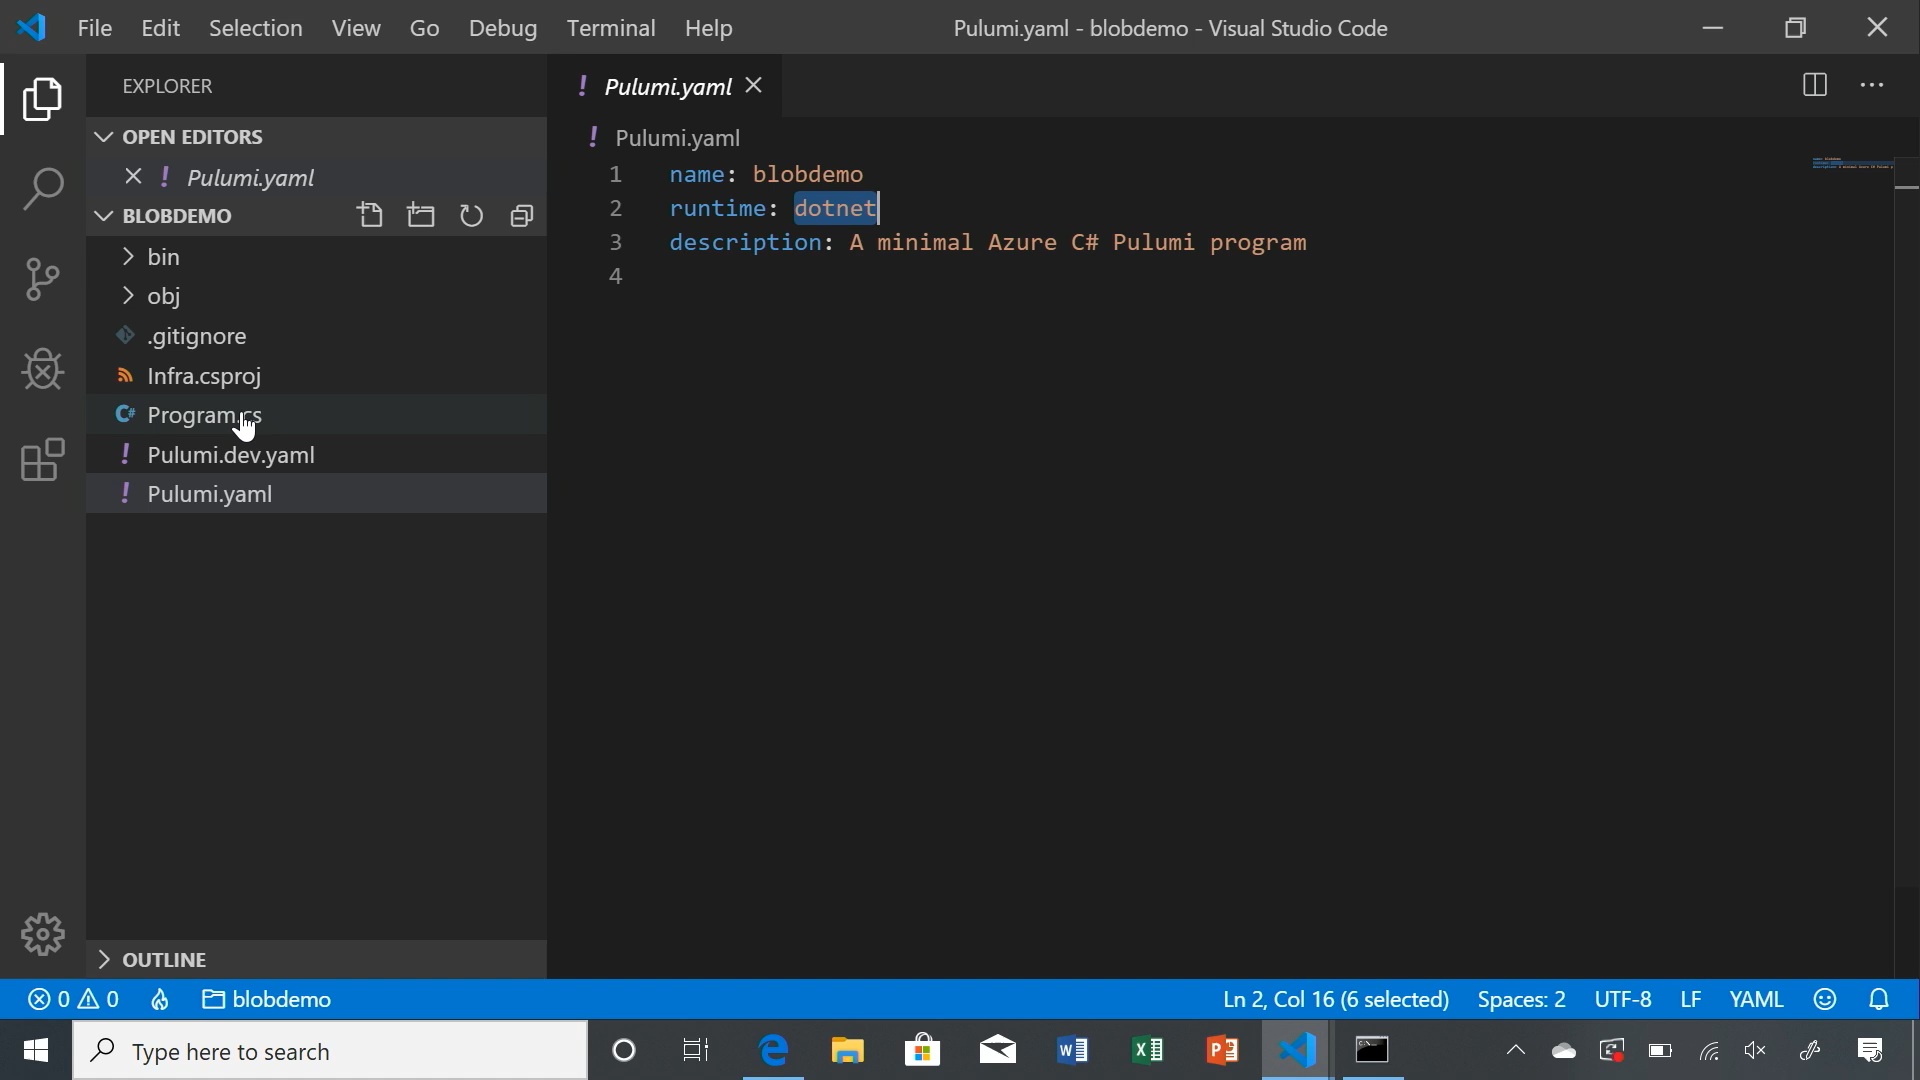 File Edit Selection View Go Debug Terminal Help
Pulumi.yaml - blobdemo - Visual Studio Code
EXPLORER
OPEN EDITORS
! Pulumi.yaml
BLOBDEMO
bin
obj
.gitignore
Infra.csproj
C# Program.cs
! Pulumi.dev.yaml
! Pulumi.yaml
OUTLINE
! Pulumi.yaml
! Pulumi.yaml
1 name: blobdemo
2 runtime: dotnet
3 description: A minimal Azure C# Pulumi program
4
0 0 blobdemo
Ln 2, Col 16 (6 selected) Spaces: 2 UTF-8 LF YAML
Type here to search